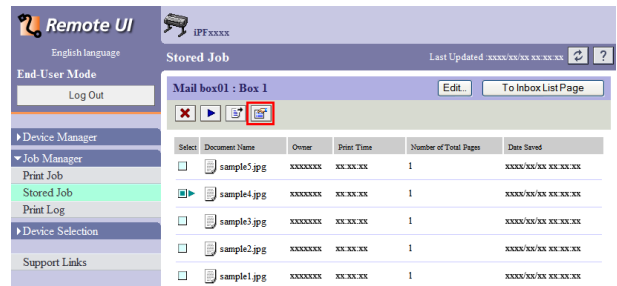 Remote UI
English language
End-User Mode
Log Out
Device Manager
Job Manager
Print Job
Stored Job
Print Log
Device Selection
Support Links
iPFxxxx
Stored Job
Last Updated :xxxx/xx/xx xx:xx:xx
?
Mail box01 : Box 1
Edit...
To Inbox List Page
Select Document Name Owner Print Time Number of Total Pages Date Saved
sample5.jpg xxxxxxx xx:xx:xx 1 xxxx/xx/xx xx:xx:xx
sample4.jpg xxxxxxx xx:xx:xx 1 xxxx/xx/xx xx:xx:xx
sample3.jpg xxxxxxx xx:xx:xx 1 xxxx/xx/xx xx:xx:xx
sample2.jpg xxxxxxx xx:xx:xx 1 xxxx/xx/xx xx:xx:xx
sample1.jpg xxxxxxx xx:xx:xx 1 xxxx/xx/xx xx:xx:xx